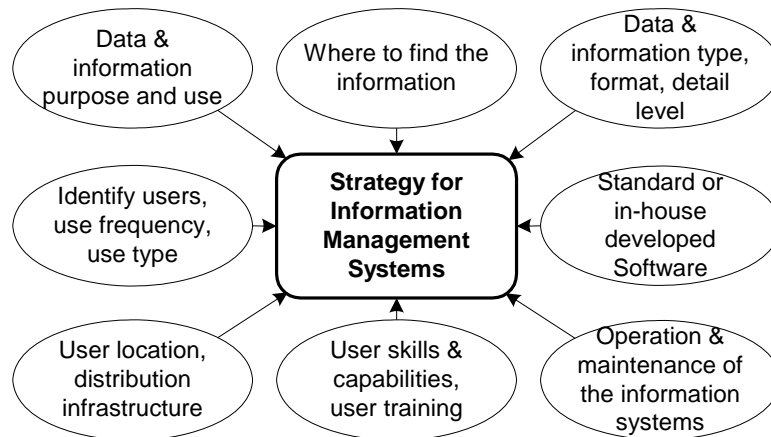 Data &
information
purpose and use
Where to find the
information
Data &
information type,
format, detail
level
Identify users,
use frequency,
use type
Strategy for
Information
Management
Systems
Standard or
in-house
developed
Software
User location,
distribution
infrastructure
User skills &
capabilities,
user training
Operation &
maintenance of
the information
systems